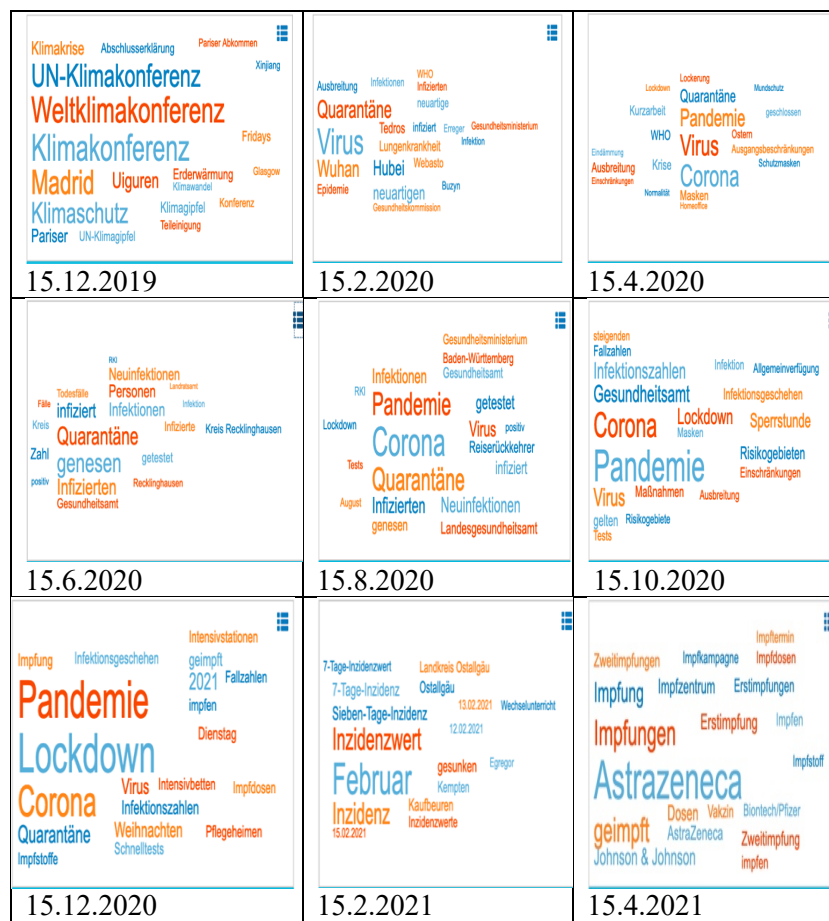 Klimakrise Abschlusserklärung Pariser Abkommen
Xinjiang
UN-Klimakonferenz
Weltklimakonferenz
Klimakonferenz Fridays
Madrid Uiguren Erderwärmung Glasgow
Klimawandel
Klimaschutz Klimagipfel Konferenz
Teileinigung
Pariser UN-Klimagipfel
15.12.2019
WHO
Ausbreitung Infektionen Infizierten
neuartige
Quarantäne
Tedros infiziert Erreger Gesundheitsministerium
Virus Lungenkrankheit Infektion
Wuhan Hubei Webasto
Epidemie neuartigen Buzyn
Gesundheitskommission
15.2.2020
Lockerung
Lockdown Quarantäne Mundschutz
Kurzarbeit Pandemie geschlossen
WHO Virus Ostern
Ausgangsbeschränkungen
Eindämmung
Ausbreitung Krise Schutzmasken
Einschränkungen Corona
Normalität Masken
Homeoffice
15.4.2020
RKI
Neuinfektionen
Todesfälle Personen Landratsamt
Fälle infiziert Infektionen Infektion
Kreis Quarantäne Infizierte Kreis Recklinghausen
Zahl genesen getestet
positiv Infizierten Recklinghausen
Gesundheitsamt
15.6.2020
Gesundheitsministerium
Baden-Württemberg
Infektionen Gesundheitsamt
RKI Pandemie getestet
Lockdown Corona Virus positiv
Reiserückkehrer
Tests Quarantäne infiziert
August Infizierten Neuinfektionen
genesen Landesgesundheitsamt
15.8.2020
steigenden
Fallzahlen
Infektionszahlen Infektion Allgemeinverfügung
Gesundheitsamt Infektionsgeschehen
Corona Lockdown Sperrstunde
Masken
Pandemie Risikogebieten
Einschränkungen
Virus Maßnahmen Ausbreitung
gelten Risikogebiete
Tests
15.10.2020
Intensivstationen
Impfung Infektionsgeschehen geimpft
2021 Fallzahlen
Pandemie impfen
Lockdown Dienstag
Corona Virus Intensivbetten Impfdosen
Infektionszahlen
Quarantäne Weihnachten Pflegeheimen
Impfstoffe Schnelltests
15.12.2020
7-Tage-Inzidenzwert Landkreis Ostallgäu
7-Tage-Inzidenz Ostallgäu
Sieben-Tage-Inzidenz 13.02.2021 Wechselunterricht
Inzidenzwert 12.02.2021
Februar gesunken Egregor
Kempten
Inzidenz Kaufbeuren
15.02.2021 Inzidenzwerte
15.2.2021
Impftermin
Zweitimpfungen Impfkampagne Impfdosen
Impfung Impfzentrum Erstimpfungen
Impfungen Erstimpfung Impfen
Astrazeneca Impfstoff
Dosen Vakzin Biontech/Pfizer
geimpft AstraZeneca Zweitimpfung
Johnson & Johnson impfen
15.4.2021